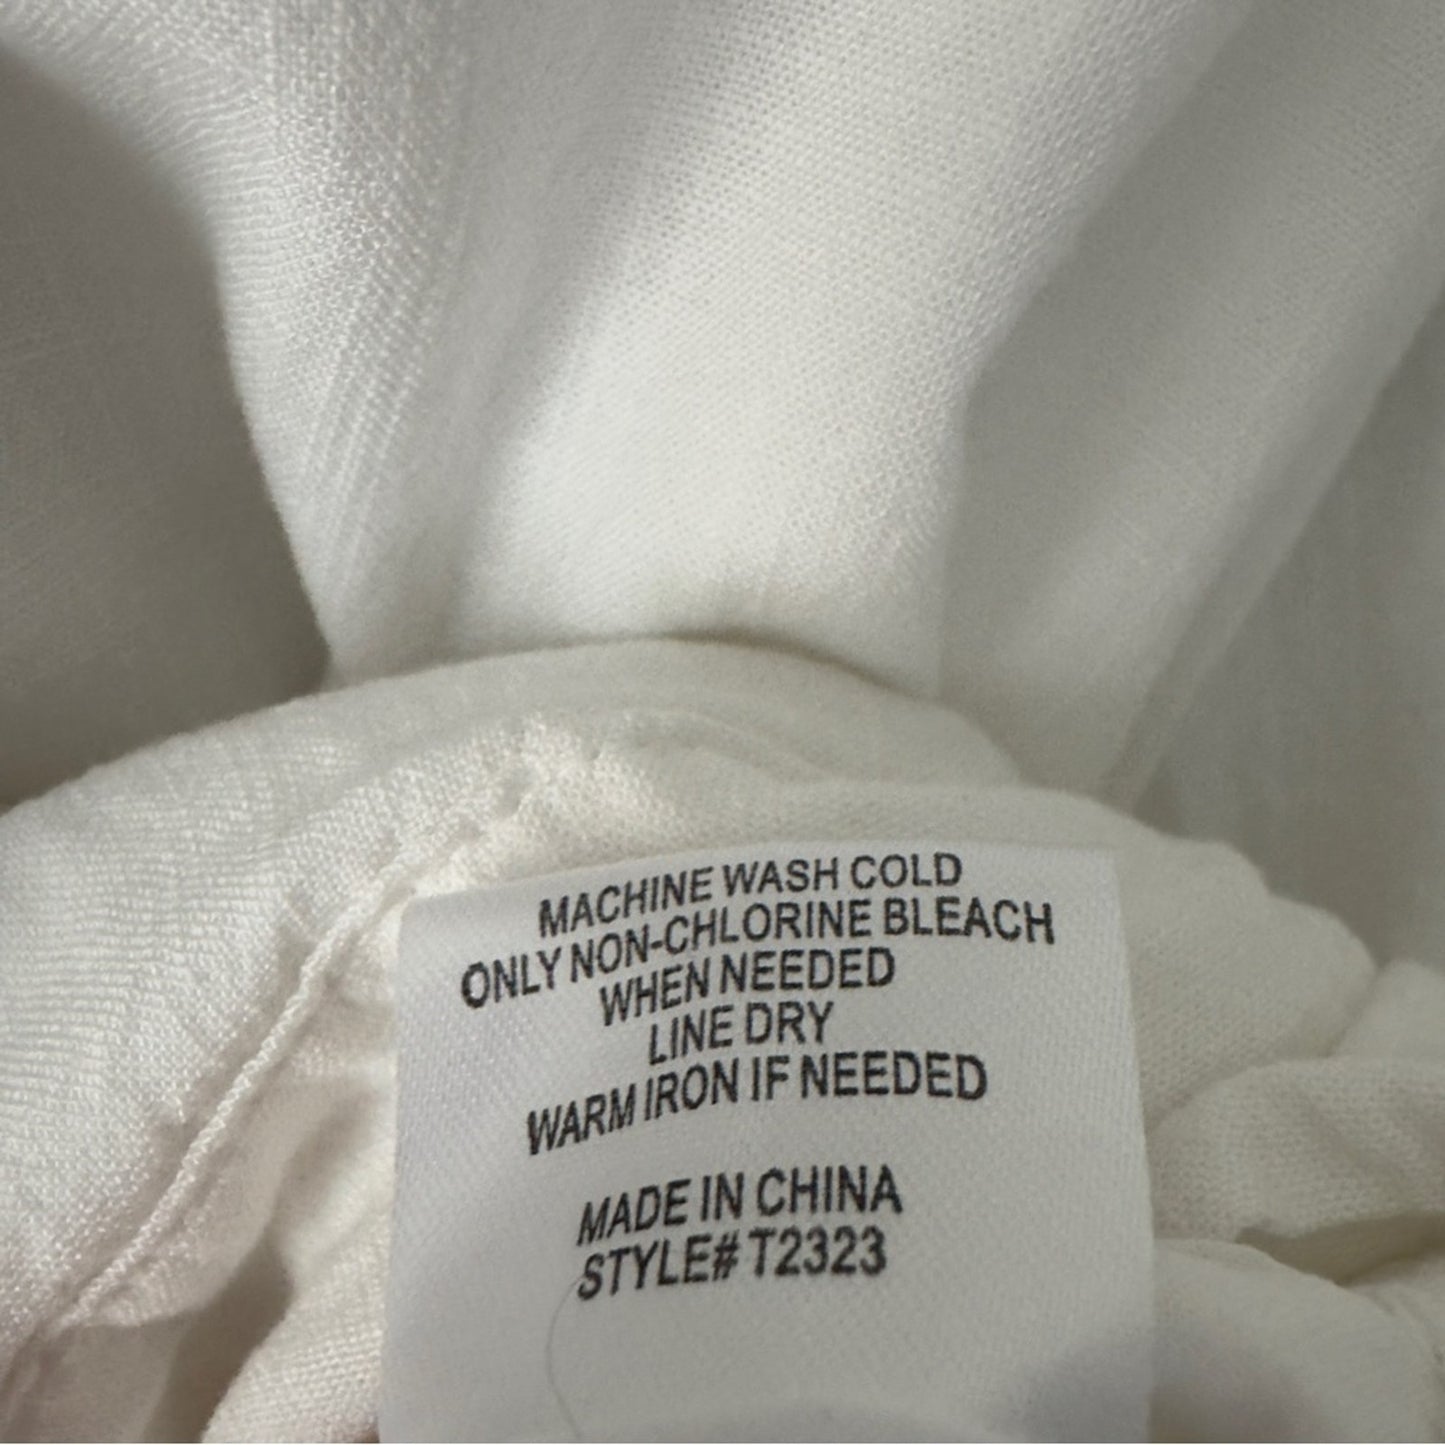 MACHINE WASH COLD
ONLY NON-CHLORINE BLEACH
WHEN NEEDED
LINE DRY
WARM IRON IF NEEDED
MADE IN CHINA
STYLE# T2323